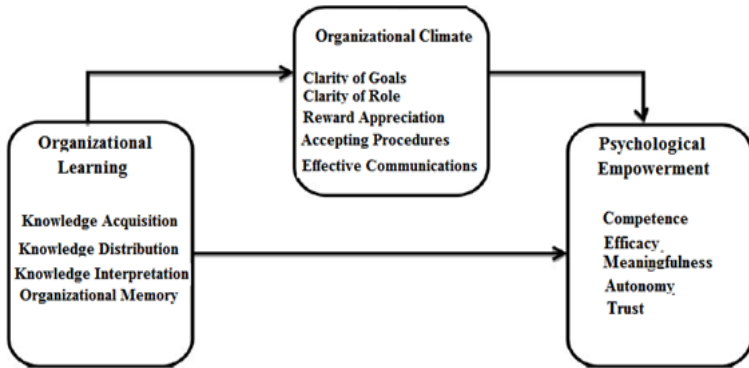 Organizational Climate
Clarity of Goals
Clarity of Role
Reward Appreciation
Accepting Procedures
Effective Communications
Organizational
Learning
Knowledge Acquisition
Knowledge Distribution
Knowledge Interpretation
Organizational Memory
Psychological
Empowerment
Competence
Efficacy
Meaningfulness
Autonomy
Trust